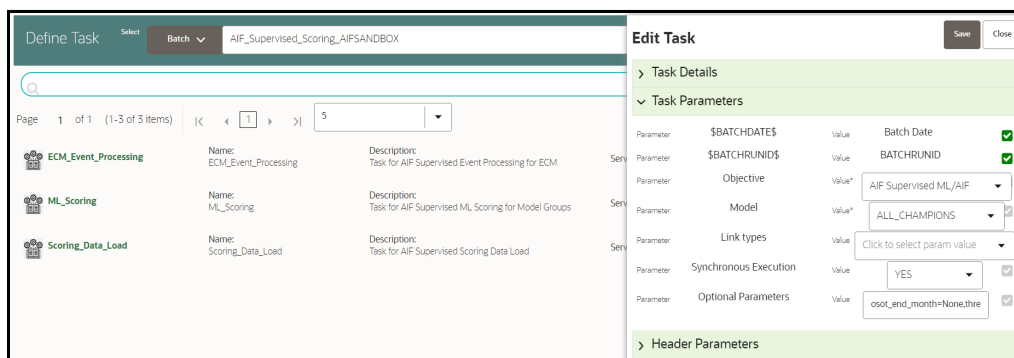 Define Task Select Batch AIF_Supervised_Scoring_AIFSANDBOX
Page 1 of 1 (1-3 of 3 items) 1 5
ECM_Event_Processing Name: Description:
ECM_Event_Processing Task for AIF Supervised Event Processing for ECM Serv
ML_Scoring Name: Description:
ML_Scoring Task for AIF Supervised ML Scoring for Model Groups Serv
Scoring_Data_Load Name: Description:
Scoring_Data_Load Task for AIF Supervised Scoring Data Load Serv
Edit Task Save Close
Task Details
Task Parameters
Parameter $BATCHDATE$ Value Batch Date
Parameter $BATCHRUNID$ Value BATCHRUNID
Parameter Objective Value* AIF Supervised ML/AIF
Parameter Model Value* ALL_CHAMPIONS
Parameter Link types Value Click to select param value
Parameter Synchronous Execution Value YES
Parameter Optional Parameters Value osot_end_month=None,thre
Header Parameters